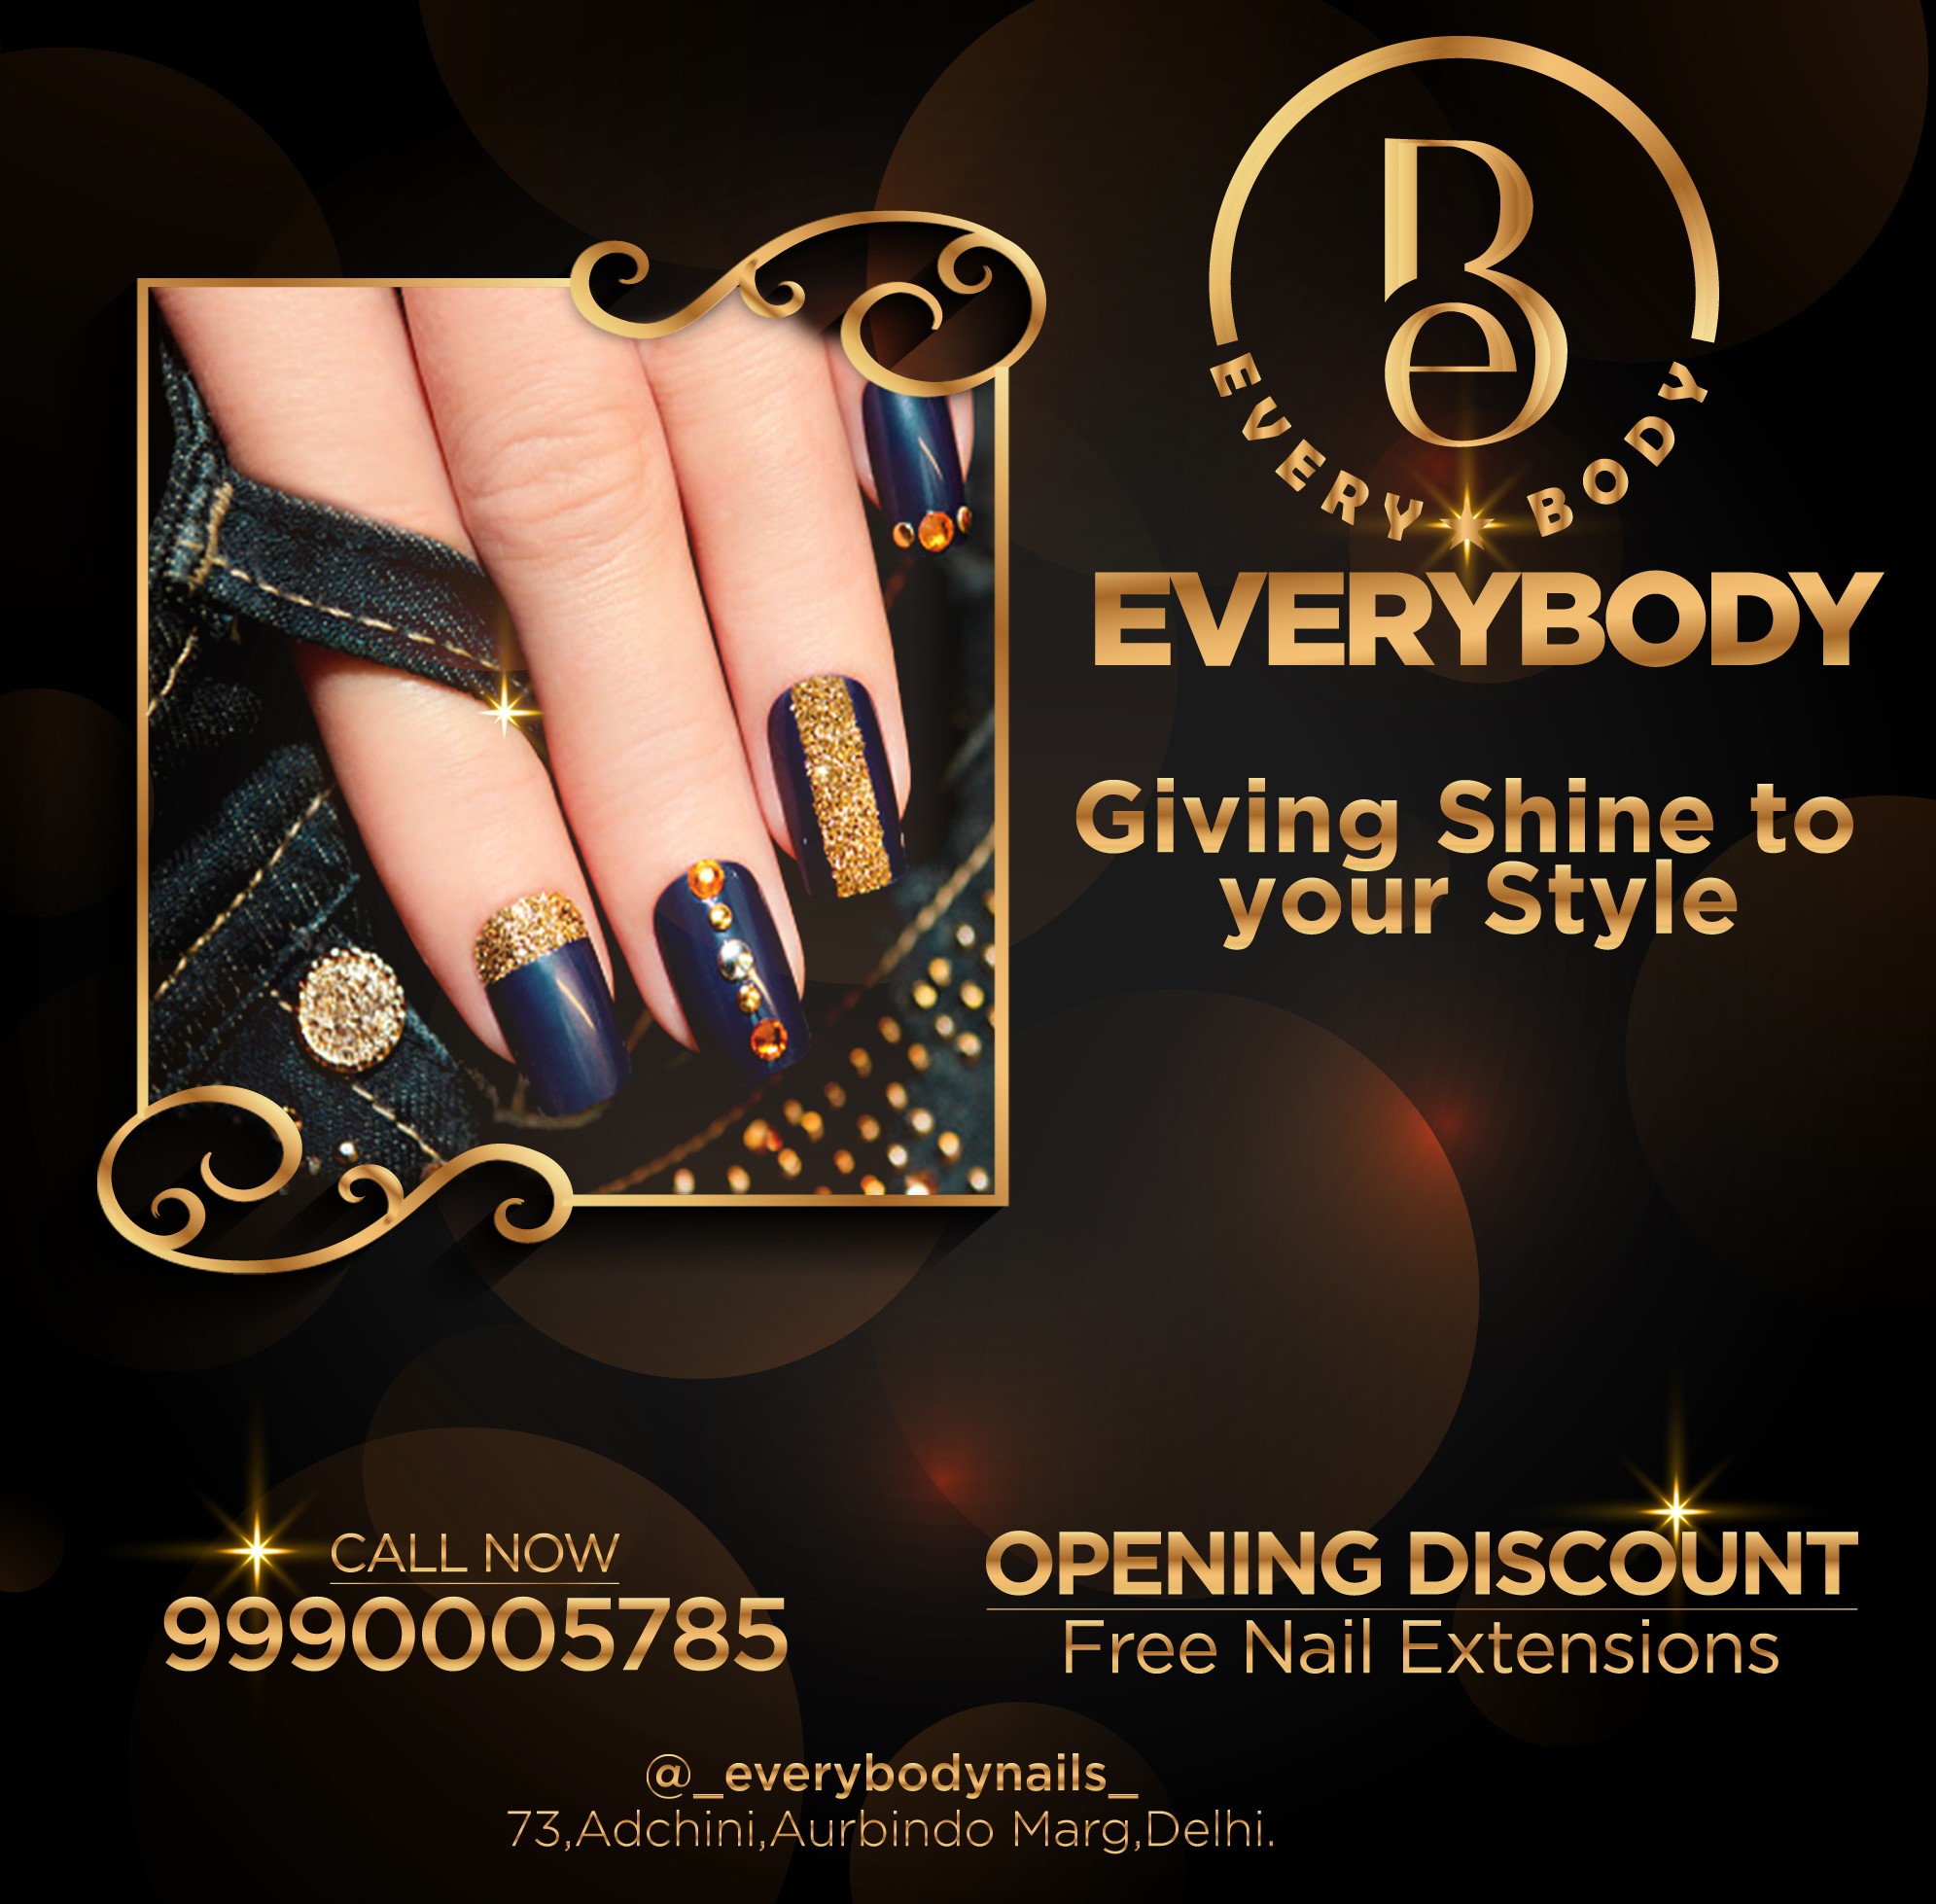 Be
EVERY BODY
EVERYBODY
Giving Shine to
your Style
CALL NOW
9990005785
OPENING DISCOUNT
Free Nail Extensions
@_everybodynails_
73,Adchini,Aurbindo Marg,Delhi.